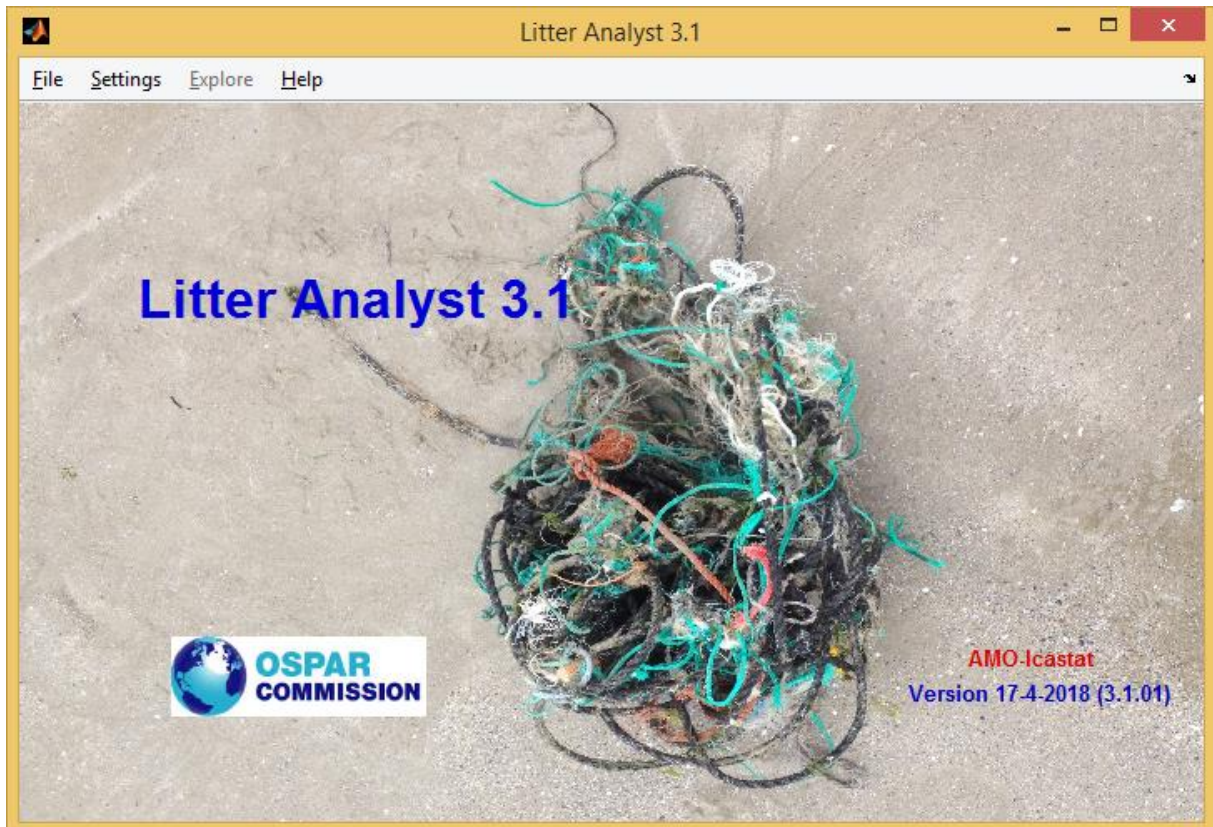 Litter Analyst 3.1
File Settings Explore Help
Litter Analyst 3.1
OSPAR
COMMISSION
AMO-Icastat
Version 17-4-2018 (3.1.01)